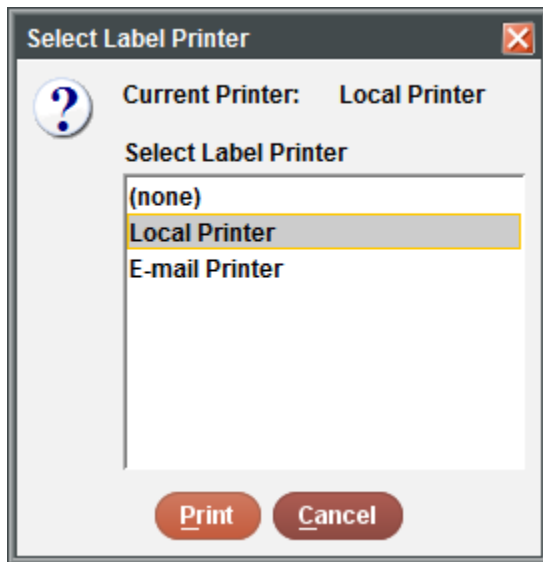 Select Label Printer
Current Printer: Local Printer
Select Label Printer
(none)
Local Printer
E-mail Printer
Print Cancel